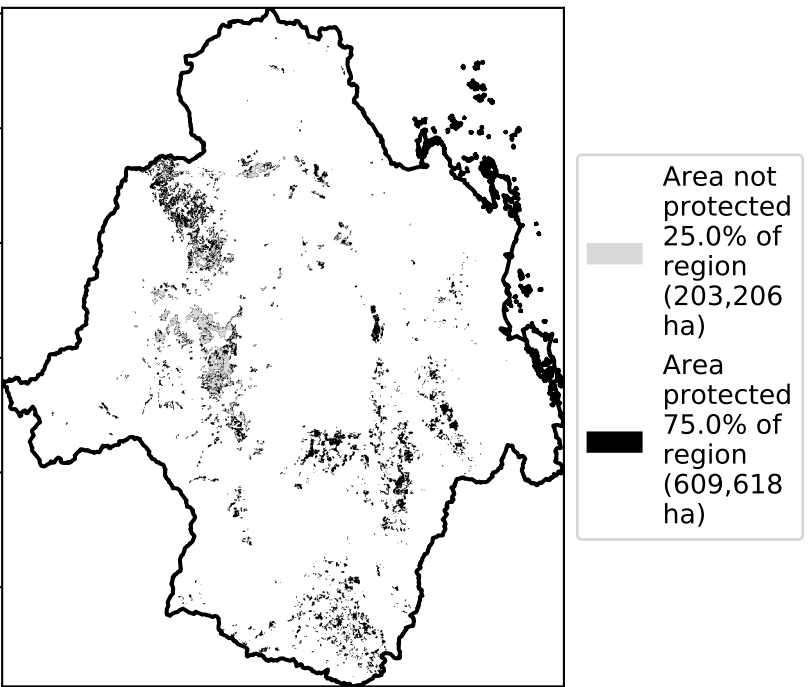 Area not
protected
25.0% of
region
(203,206
ha)
Area
protected
75.0% of
region
(609,618
ha)